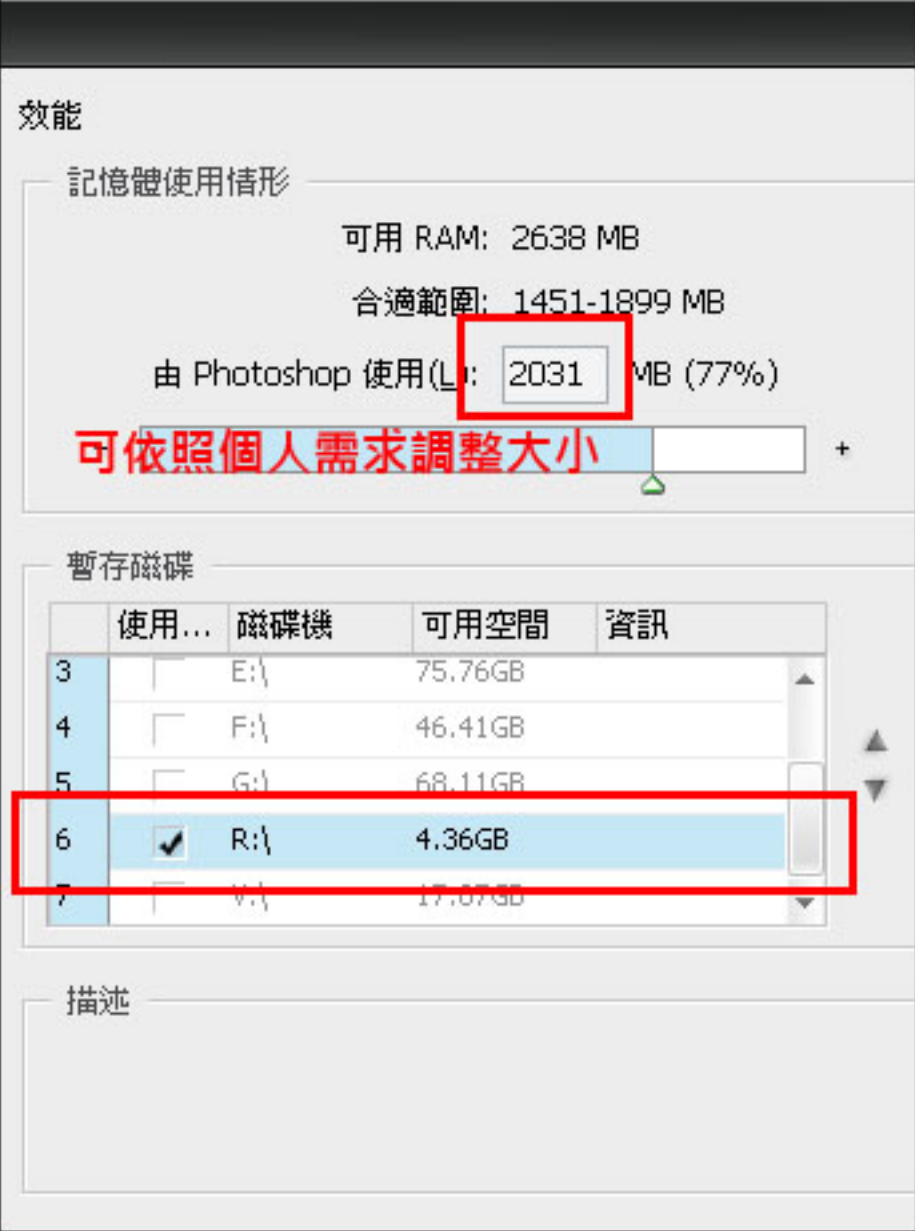 效能
記憶體使用情形
可用 RAM: 2638 MB
合適範圍: 1451-1899 MB
由 Photoshop 使用(L): 2031 MB (77%)
- 可依照個人需求調整大小 +
暫存磁碟
使用... 磁碟機 可用空間 資訊
3 E:\ 75.76GB
4 F:\ 46.41GB
5 G:\ 68.11GB
6 R:\ 4.36GB
7 V:\ 17.07GB
描述